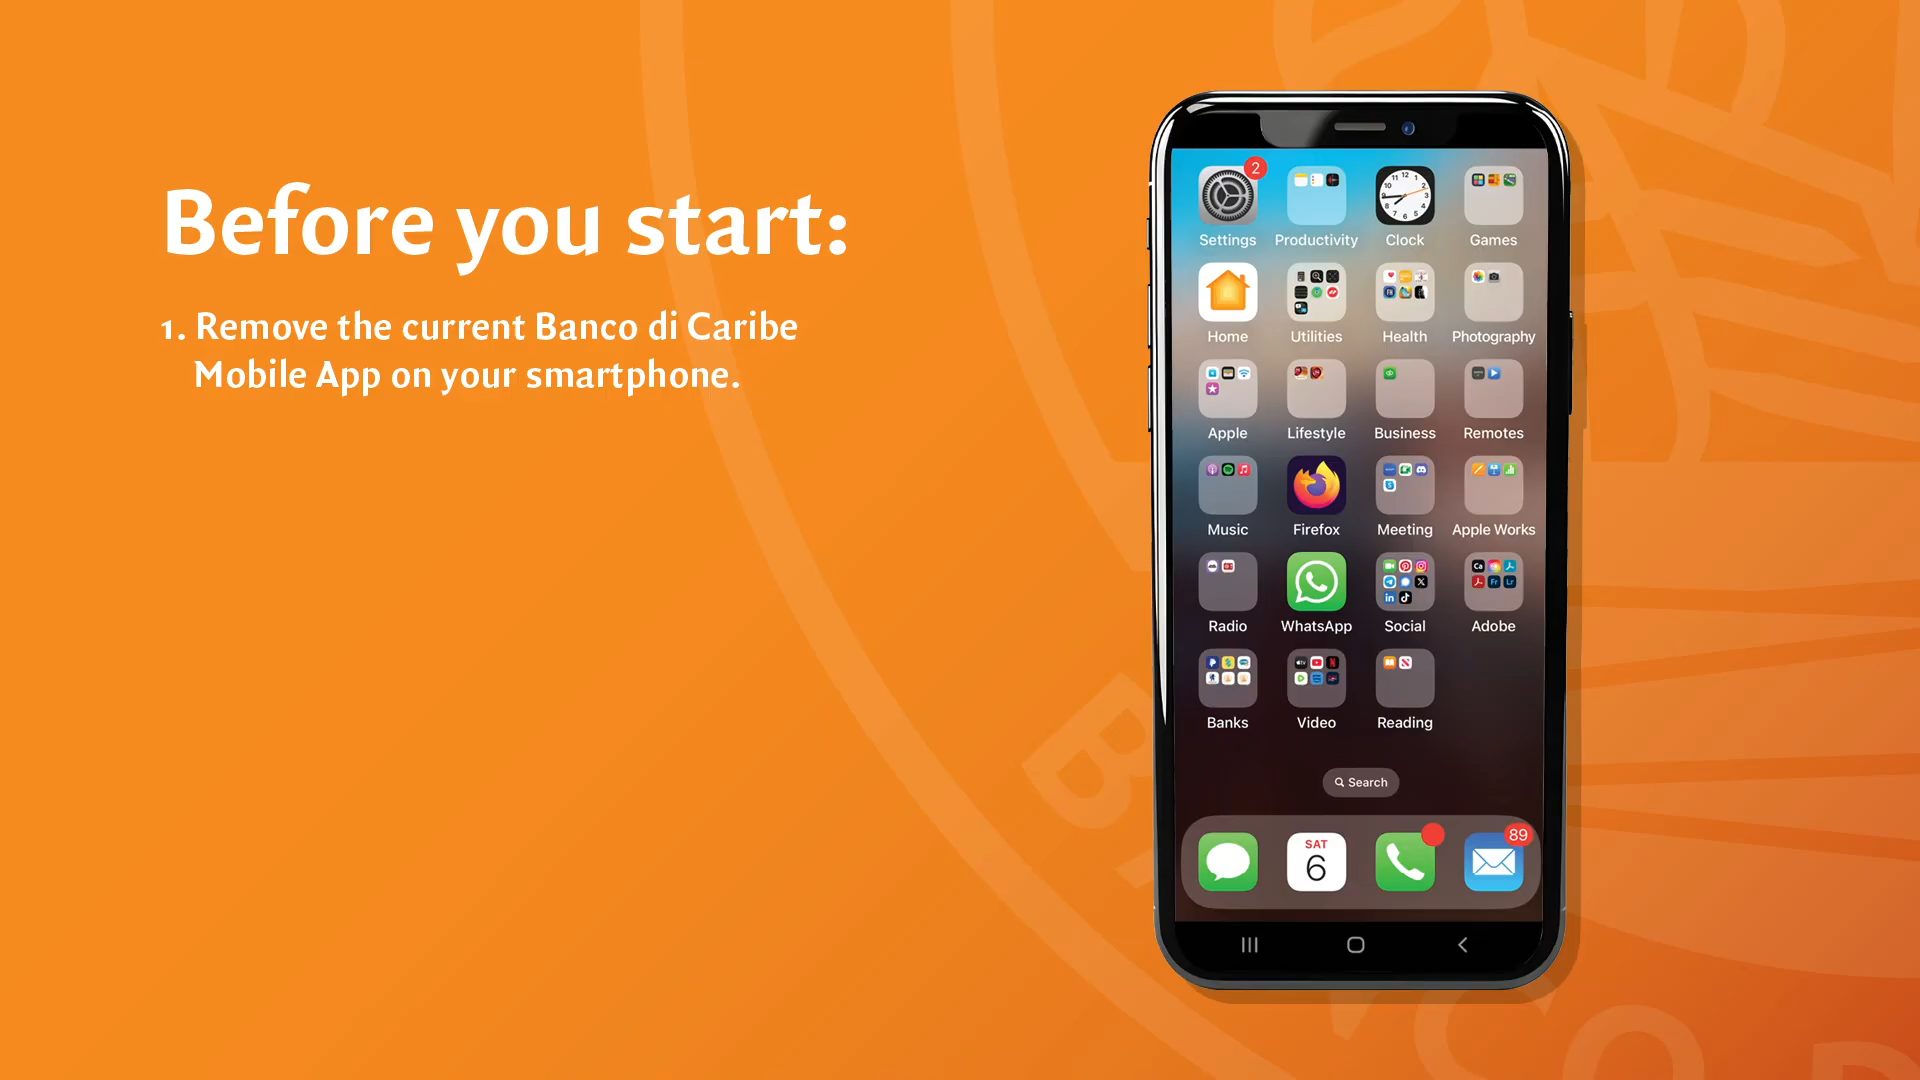 Before you start:
1. Remove the current Banco di Caribe
Mobile App on your smartphone.
2
Settings
Productivity
Clock
Games
Home
Utilities
Health
Photography
Apple
Lifestyle
Business
Remotes
Music
Firefox
Meeting
Apple Works
Radio
WhatsApp
Social
Adobe
Banks
Video
Reading
Search
SAT
6
89